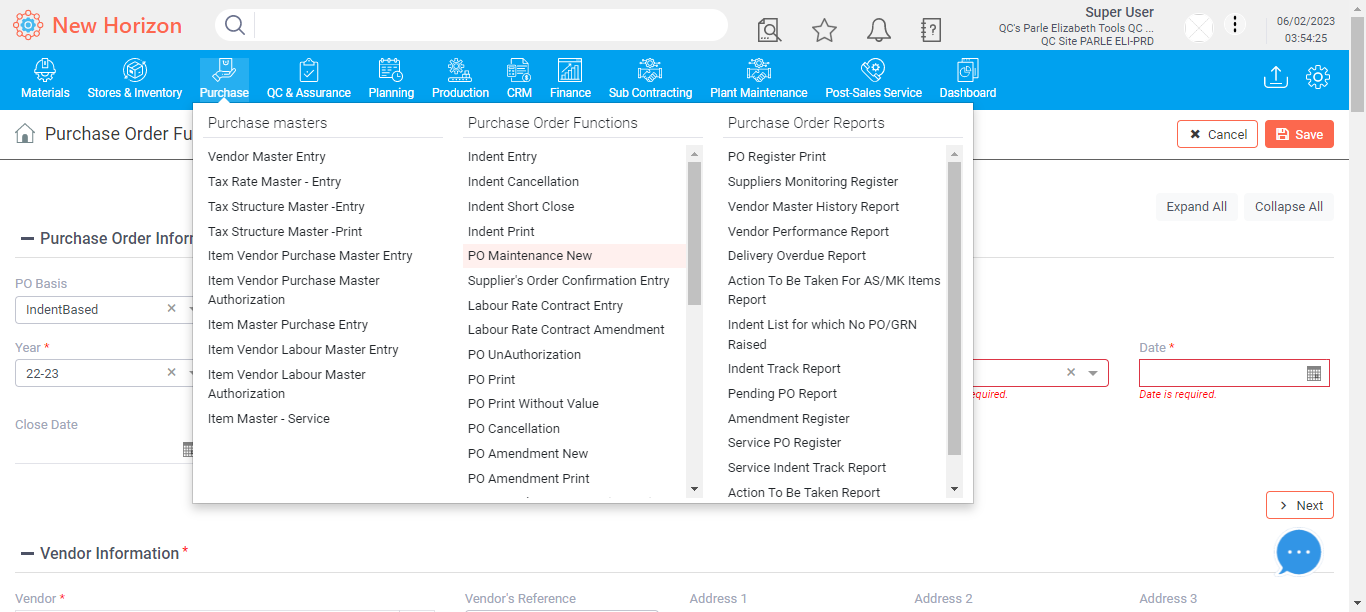 New Horizon
Super User
QC's Parle Elizabeth Tools QC ...
QC Site PARLE ELI-PRD
06/02/2023
03:54:25
Materials
Stores & Inventory
Purchase
QC & Assurance
Planning
Production
CRM
Finance
Sub Contracting
Plant Maintenance
Post-Sales Service
Dashboard
Purchase Order Fu
Cancel
Save
Purchase masters
Vendor Master Entry
Tax Rate Master - Entry
Tax Structure Master -Entry
Tax Structure Master -Print
Item Vendor Purchase Master Entry
Item Vendor Purchase Master
Authorization
Item Master Purchase Entry
Item Vendor Labour Master Entry
Item Vendor Labour Master
Authorization
Item Master - Service
Purchase Order Functions
Indent Entry
Indent Cancellation
Indent Short Close
Indent Print
PO Maintenance New
Supplier's Order Confirmation Entry
Labour Rate Contract Entry
Labour Rate Contract Amendment
PO UnAuthorization
PO Print
PO Print Without Value
PO Cancellation
PO Amendment New
PO Amendment Print
Purchase Order Reports
PO Register Print
Suppliers Monitoring Register
Vendor Master History Report
Vendor Performance Report
Delivery Overdue Report
Action To Be Taken For AS/MK Items
Report
Indent List for which No PO/GRN
Raised
Indent Track Report
Pending PO Report
Amendment Register
Service PO Register
Service Indent Track Report
Action To Be Taken Report
Expand All
Collapse All
Purchase Order Infor
PO Basis
IndentBased
Year *
22-23
equired.
Date *
Date is required.
Close Date
Next
Vendor Information *
Vendor *
Vendor's Reference
Address 1
Address 2
Address 3